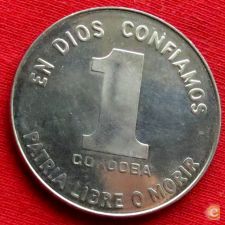 EN DIOS CONFIAMOS
1
CORDOBA
PATRIA LIBRE O MORIR